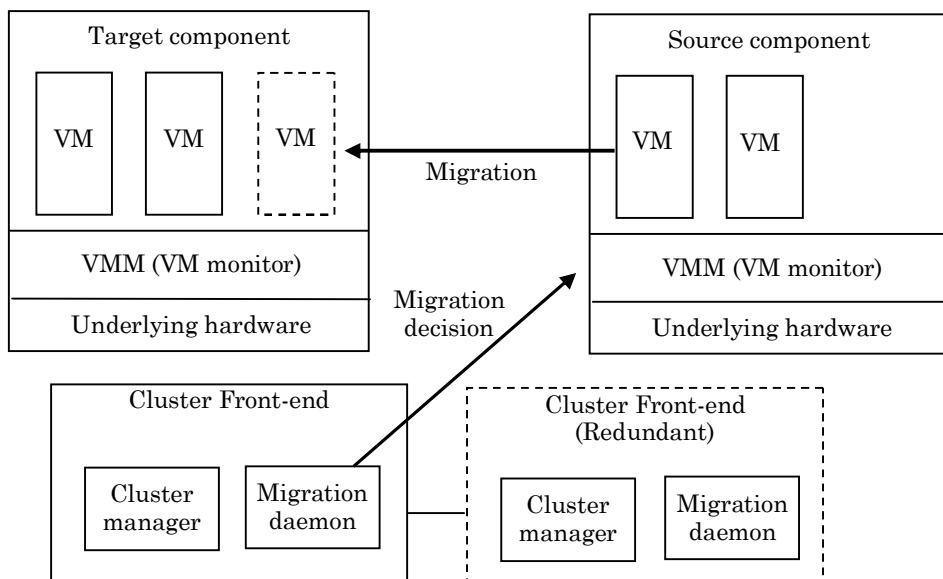 Target component
VM
VM
VM
VMM (VM monitor)
Underlying hardware
Source component
VM
VM
VMM (VM monitor)
Underlying hardware
Migration
Migration
decision
Cluster Front-end
Cluster
manager
Migration
daemon
Cluster Front-end
(Redundant)
Cluster
manager
Migration
daemon